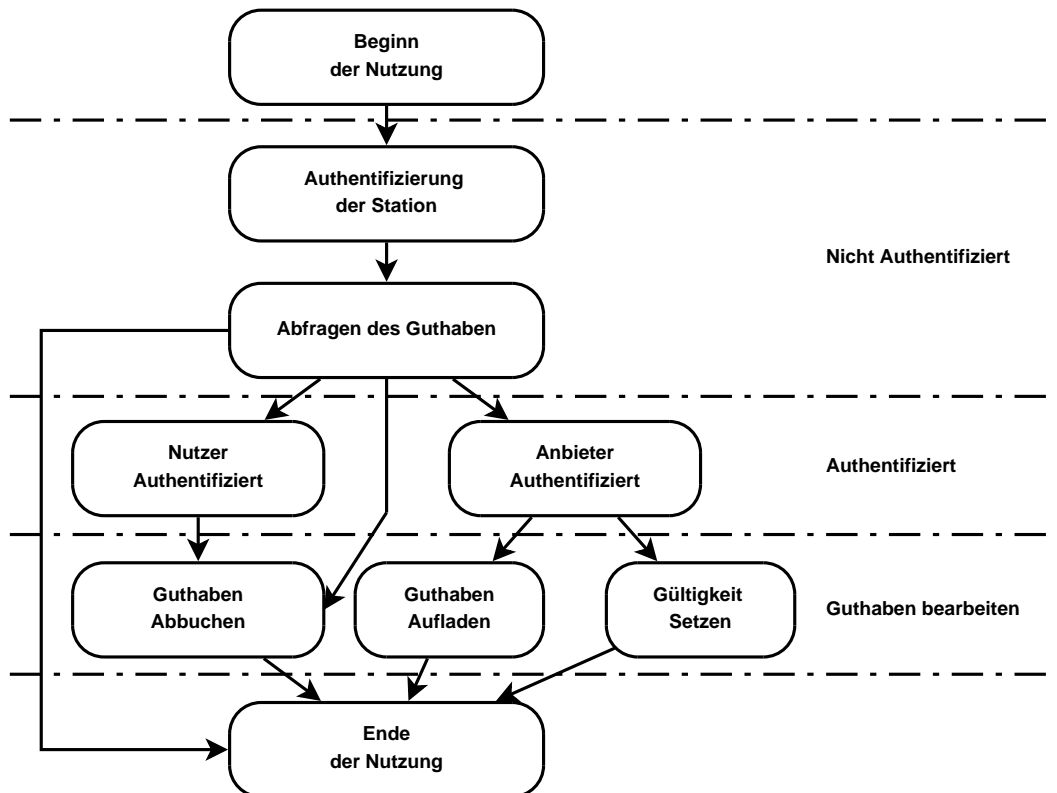 Beginn
der Nutzung
Authentifizierung
der Station
Nicht Authentifiziert
Abfragen des Guthaben
Nutzer
Authentifiziert
Anbieter
Authentifiziert
Authentifiziert
Guthaben
Abbuchen
Guthaben
Aufladen
Gültigkeit
Setzen
Guthaben bearbeiten
Ende
der Nutzung